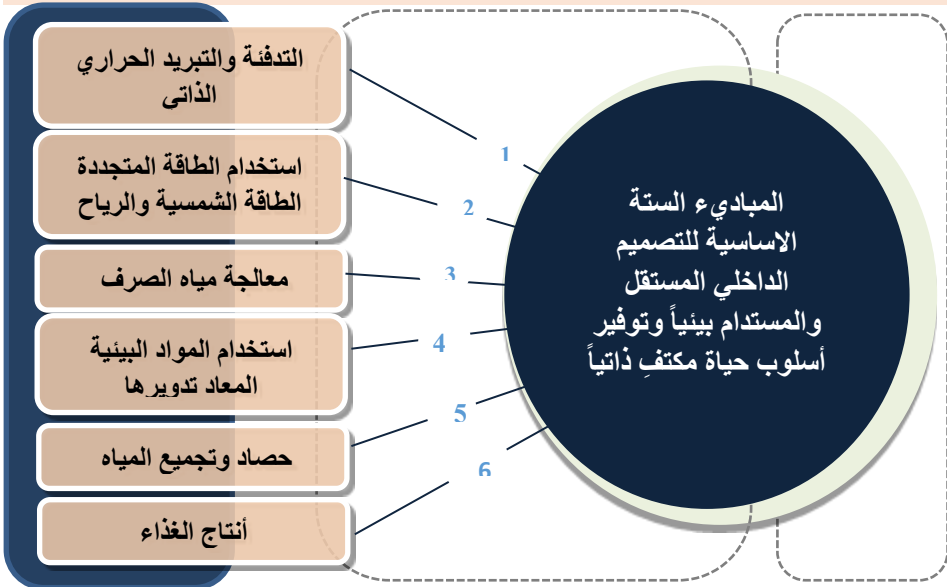 المباديء الستة
الاساسية للتصميم
الداخلي المستقل
والمستدام بيئياً وتوفير
أسلوب حياة مكتفِ ذاتياً
1
التدفئة والتبريد الحراري
الذاتي
2
استخدام الطاقة المتجددة
الطاقة الشمسية والرياح
3
معالجة مياه الصرف
4
استخدام المواد البيئية
المعاد تدويرها
5
حصاد وتجميع المياه
6
أنتاج الغذاء